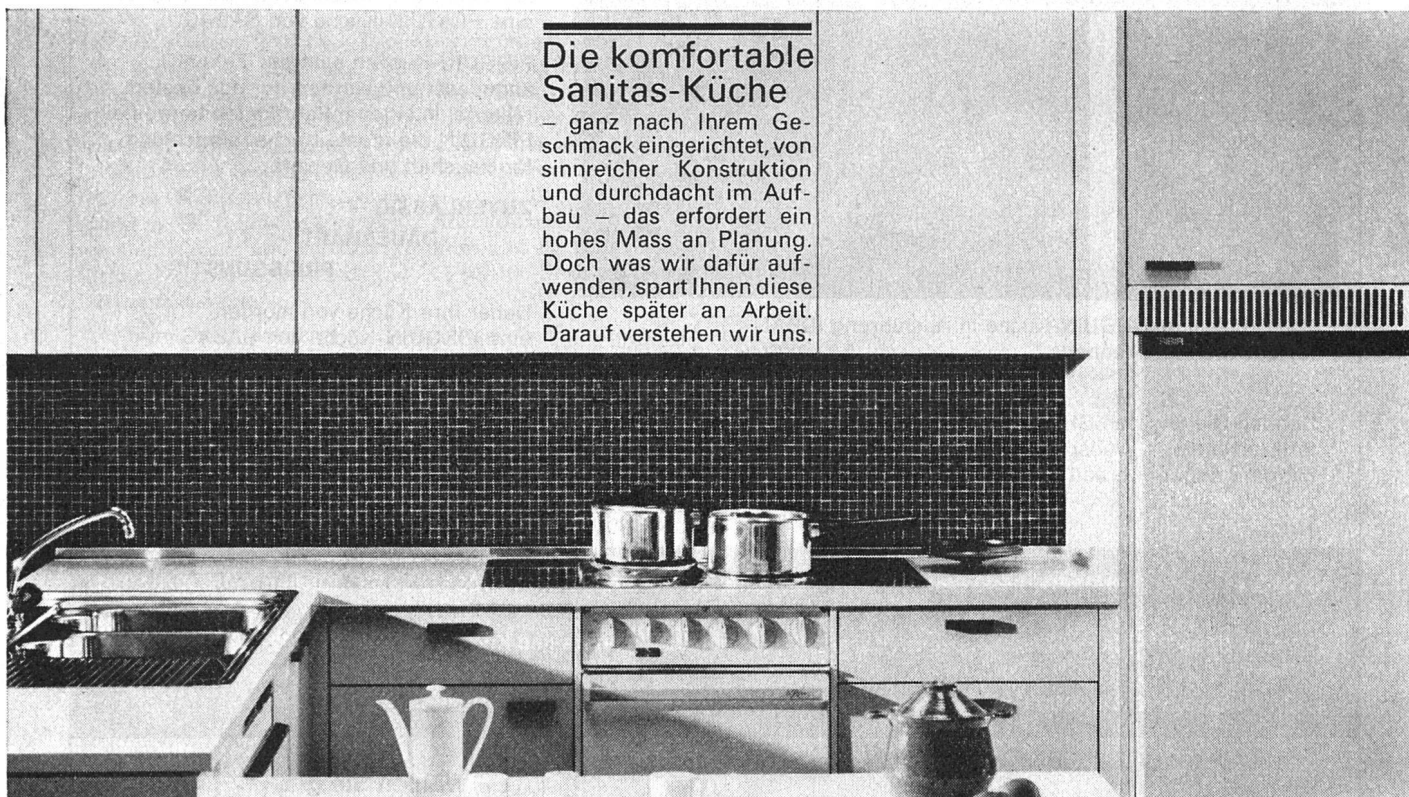 Die komfortable
Sanitas-Küche
– ganz nach Ihrem Ge-
schmack eingerichtet, von
sinnreicher Konstruktion
und durchdacht im Auf-
bau – das erfordert ein
hohes Mass an Planung.
Doch was wir dafür auf-
wenden, spart Ihnen diese
Küche später an Arbeit.
Darauf verstehen wir uns.